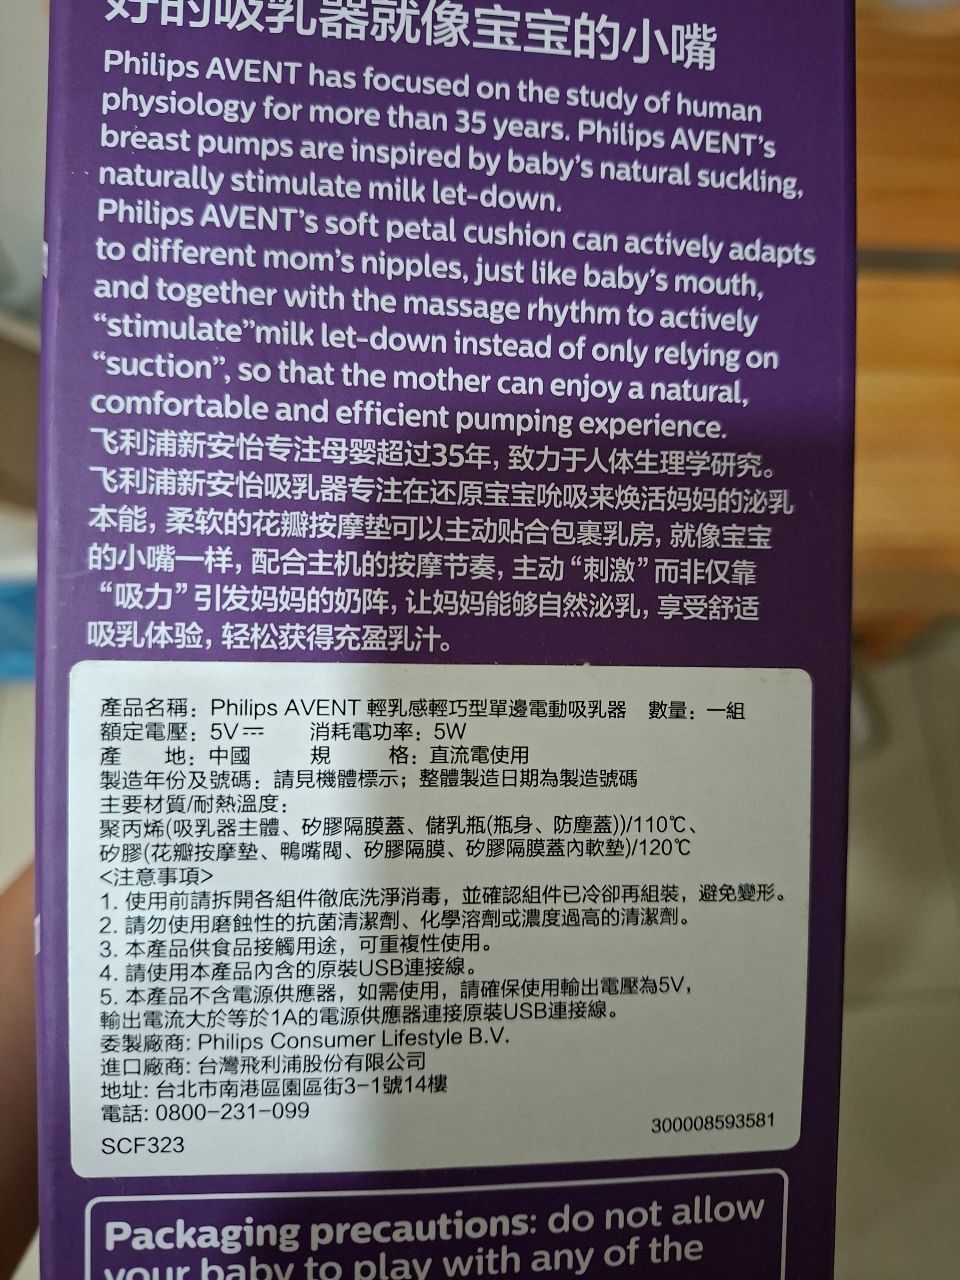 好的吸乳器就像宝宝的小嘴
Philips AVENT has focused on the study of human
physiology for more than 35 years. Philips AVENT's
breast pumps are inspired by baby's natural suckling,
naturally stimulate milk let-down.
Philips AVENT's soft petal cushion can actively adapts
to different mom's nipples, just like baby's mouth,
and together with the massage rhythm to actively
“stimulate”milk let-down instead of only relying on
“suction”, so that the mother can enjoy a natural,
comfortable and efficient pumping experience.
飞利浦新安怡专注母婴超过35年, 致力于人体生理学研究。
飞利浦新安怡吸乳器专注在还原宝宝吮吸来焕活妈妈的泌乳
本能, 柔软的花瓣按摩垫可以主动贴合包裹乳房, 就像宝宝
的小嘴一样, 配合主机的按摩节奏, 主动“刺激”而非仅靠
“吸力”引发妈妈的奶阵, 让妈妈能够自然泌乳, 享受舒适
吸乳体验, 轻松获得充盈乳汁。
產品名稱: Philips AVENT 輕乳感輕巧型單邊電動吸乳器 數量: 一組
額定電壓: 5V⎓ 消耗電功率: 5W
產 地: 中國 規 格: 直流電使用
製造年份及號碼: 請見機體標示; 整體製造日期為製造號碼
主要材質/耐熱溫度:
聚丙烯(吸乳器主體、矽膠隔膜蓋、儲乳瓶(瓶身、防塵蓋))/110℃、
矽膠(花瓣按摩墊、鴨嘴閥、矽膠隔膜、矽膠隔膜蓋內軟墊)/120℃
<注意事項>
1. 使用前請拆開各組件徹底洗淨消毒, 並確認組件已冷卻再組裝, 避免變形。
2. 請勿使用磨蝕性的抗菌清潔劑、化學溶劑或濃度過高的清潔劑。
3. 本產品供食品接觸用途, 可重複性使用。
4. 請使用本產品內含的原裝USB連接線。
5. 本產品不含電源供應器, 如需使用, 請確保使用輸出電壓為5V,
輸出電流大於等於1A的電源供應器連接原裝USB連接線。
委製廠商: Philips Consumer Lifestyle B.V.
進口廠商: 台灣飛利浦股份有限公司
地址: 台北市南港區園區街3-1號14樓
電話: 0800-231-099
SCF323 300008593581
Packaging precautions: do not allow
your baby to play with any of the